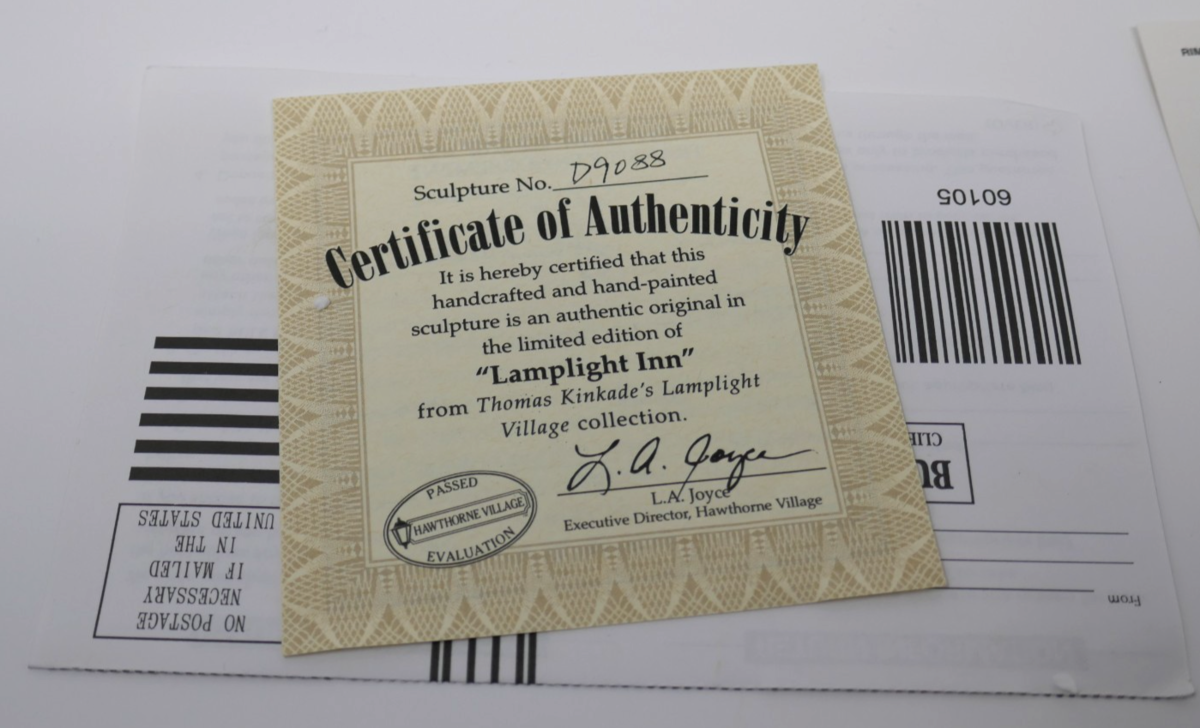 Sculpture No. D9088
Certificate of Authenticity
It is hereby certified that this
handcrafted and hand-painted
sculpture is an authentic original in
the limited edition of
“Lamplight Inn”
from Thomas Kinkade's Lamplight
Village collection.
L. A. Joyce
L.A. Joyce
Executive Director, Hawthorne Village
PASSED
HAWTHORNE VILLAGE
EVALUATION
60105
NO POSTAGE
NECESSARY
IF MAILED
IN THE
UNITED STATES
From